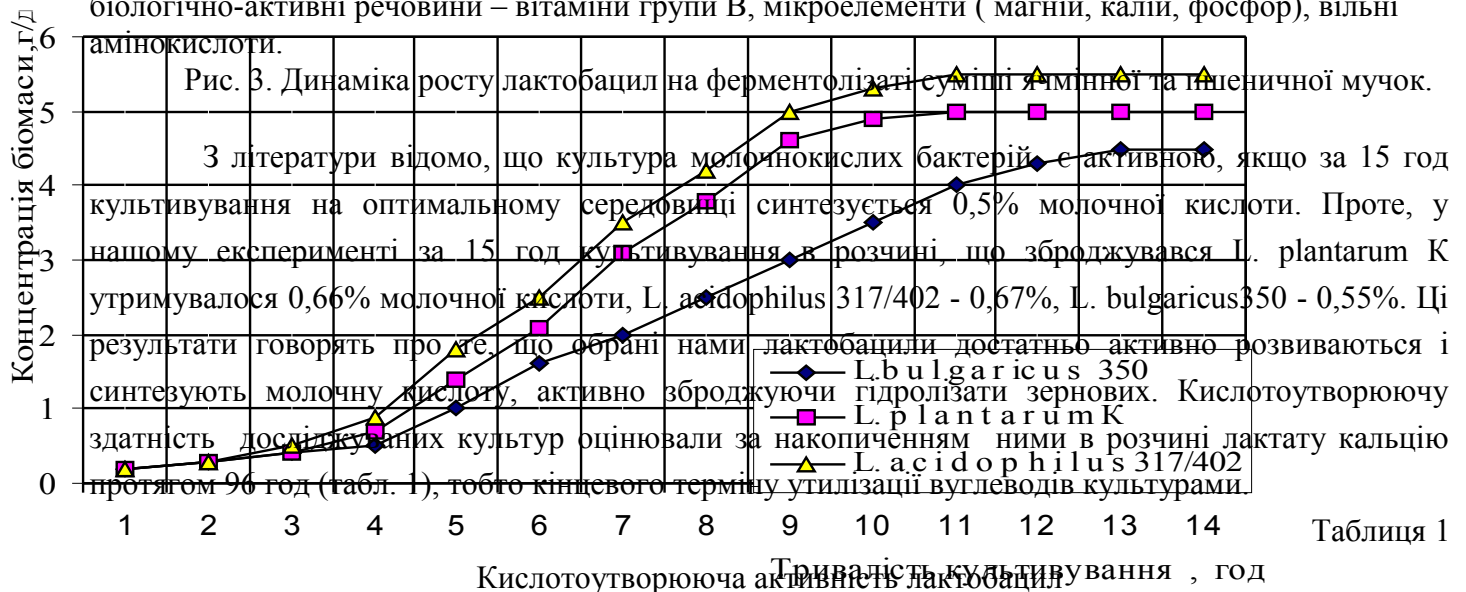 біологічно-активні речовини – вітаміни групи В, мікроелементи ( магній, калій, фосфор), вільні
амінокислоти.
Рис. 3. Динаміка росту лактобацил на ферментолізаті суміші ячмінної та пшеничної мучок.
З літератури відомо, що культура молочнокислих бактерій є активною, якщо за 15 год
культивування на оптимальному середовищі синтезується 0,5% молочної кислоти. Проте, у
нашому експерименті за 15 год культивування в розчині, що зброджувався L. plantarum К
утримувалося 0,66% молочної кислоти, L. acidophilus 317/402 - 0,67%, L. bulgaricus350 - 0,55%. Ці
результати говорять про те, що обрані нами лактобацили достатньо активно розвиваються і
синтезують молочну кислоту, активно зброджуючи гідролізати зернових. Кислотоутворюючу
здатність досліджуваних культур оцінювали за накопиченням ними в розчині лактату кальцію
протягом 96 год (табл. 1), тобто кінцевого терміну утилізації вуглеводів культурами.
Таблиця 1
Кислотоутворююча активність лактобацил
Концентрація біомаси,г/д
6
5
4
3
2
1
0
1 2 3 4 5 6 7 8 9 10 11 12 13 14
Тривалість культивування , год
L.bulgaricus 350
L. plantarumK
L. acidophilus 317/402